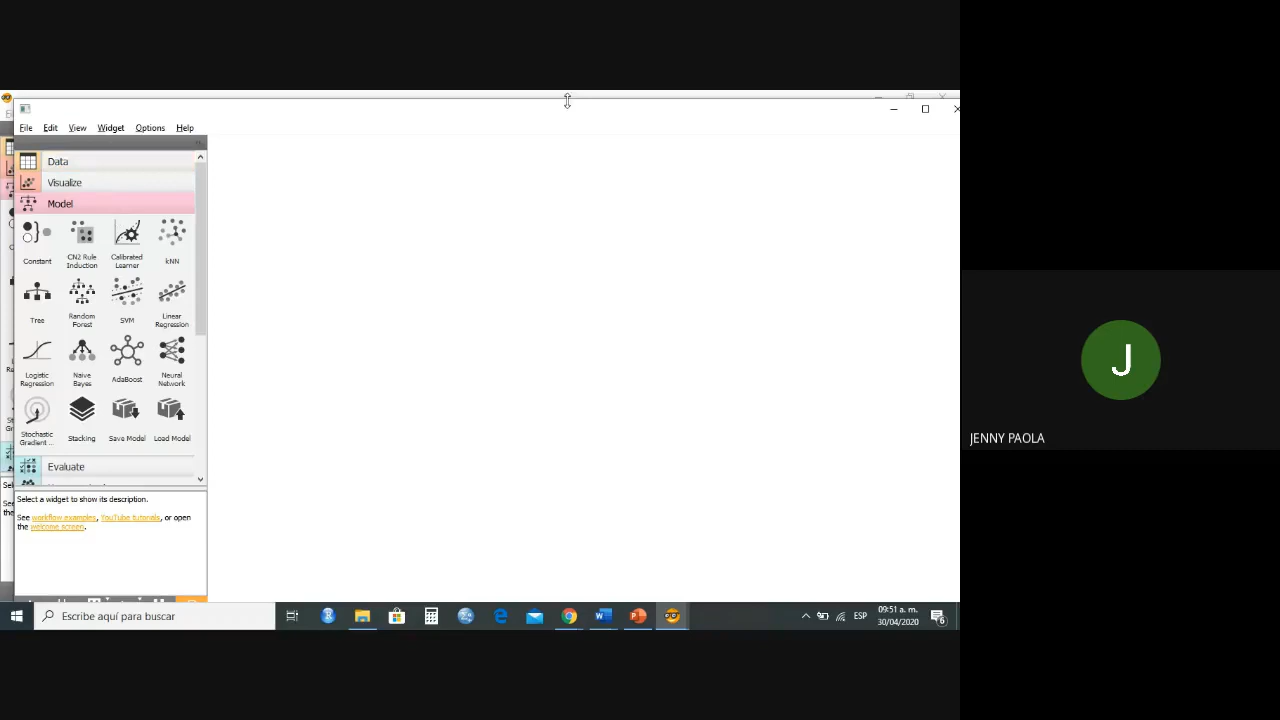 File Edit View Widget Options Help
Data
Visualize
Model
Constant
CN2 Rule
Induction
Calibrated
Learner
kNN
Tree
Random
Forest
SVM
Linear
Regression
Logistic
Regression
Naive
Bayes
AdaBoost
Neural
Network
Stochastic
Gradient ...
Stacking
Save Model
Load Model
Evaluate
Select a widget to show its description.
See workflow examples, YouTube tutorials, or open
the welcome screen.
Escribe aquí para buscar
ESP
09:51 a. m.
30/04/2020
6
J
JENNY PAOLA